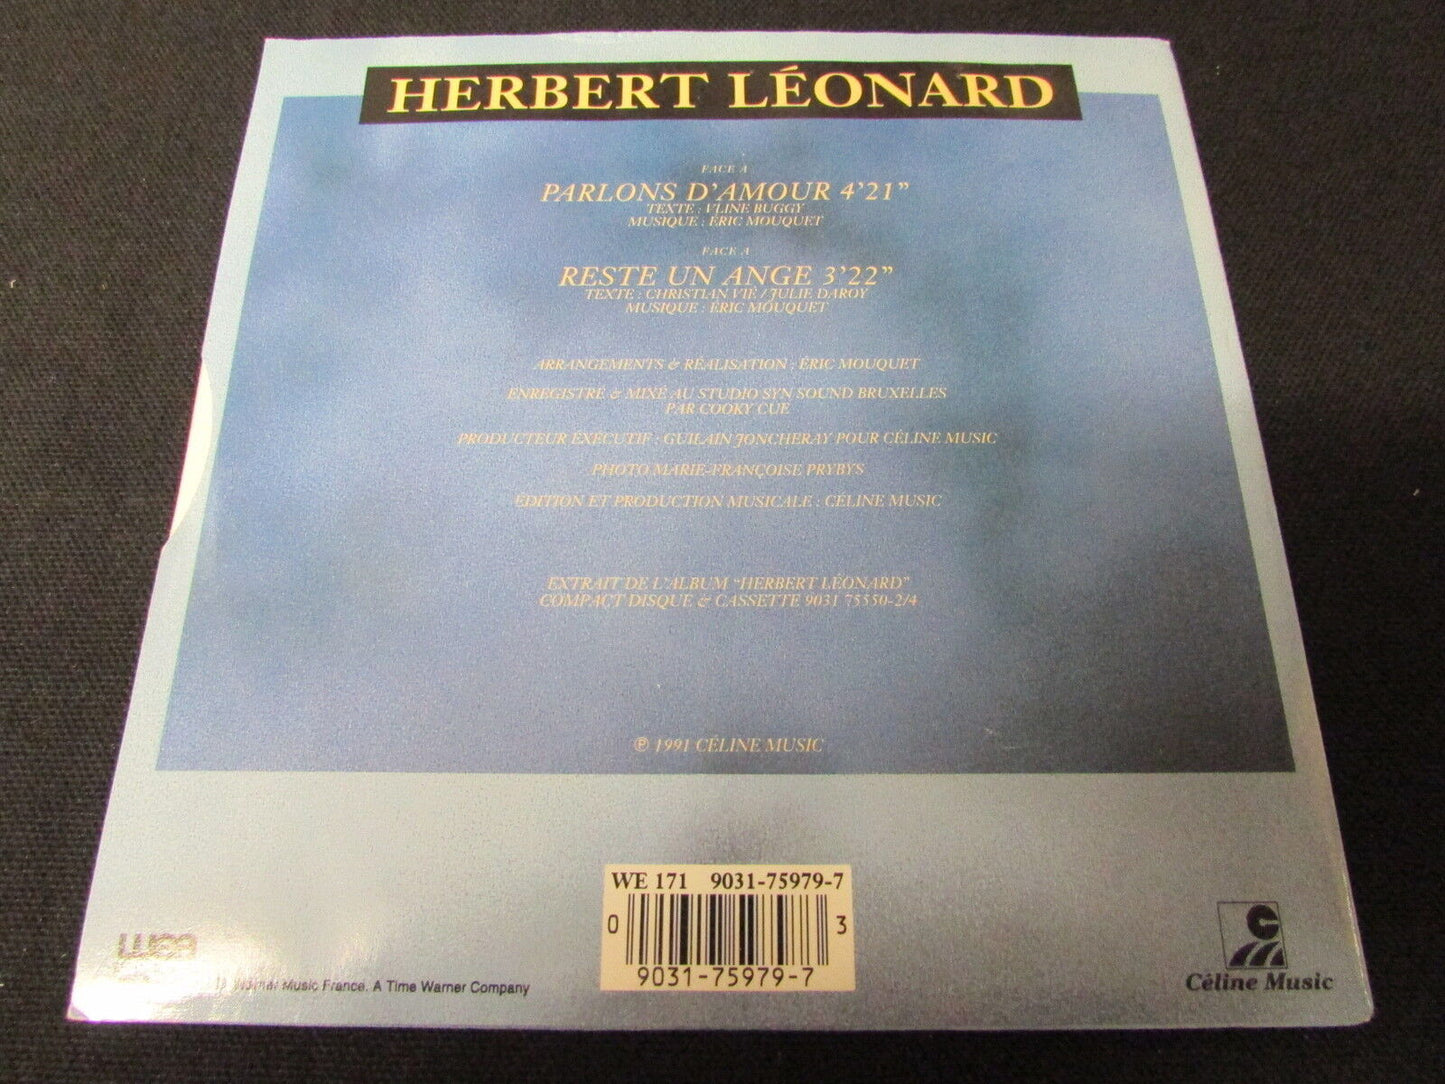 HERBERT LÉONARD
FACE A
PARLONS D'AMOUR 4'21"
TEXTE : VLINE BUGGY
MUSIQUE : ÉRIC MOUQUET
FACE A
RESTE UN ANGE 3'22"
TEXTE : CHRISTIAN VIÉ / JULIE DAROY
MUSIQUE : ÉRIC MOUQUET
ARRANGEMENTS & RÉALISATION : ÉRIC MOUQUET
ENREGISTRÉ & MIXÉ AU STUDIO SYN SOUND BRUXELLES
PAR COOKY CUE
PRODUCTEUR EXÉCUTIF : GUILAIN JONCHERAY POUR CÉLINE MUSIC
PHOTO MARIE-FRANÇOISE PRYBYS
ÉDITION ET PRODUCTION MUSICALE : CÉLINE MUSIC
EXTRAIT DE L'ALBUM "HERBERT LÉONARD"
COMPACT DISQUE & CASSETTE 9031 75550-2/4
℗ 1991 CÉLINE MUSIC
WE 171 9031-75979-7
0 3
9031-75979-7
wea
Warner Music France. A Time Warner Company
Céline Music